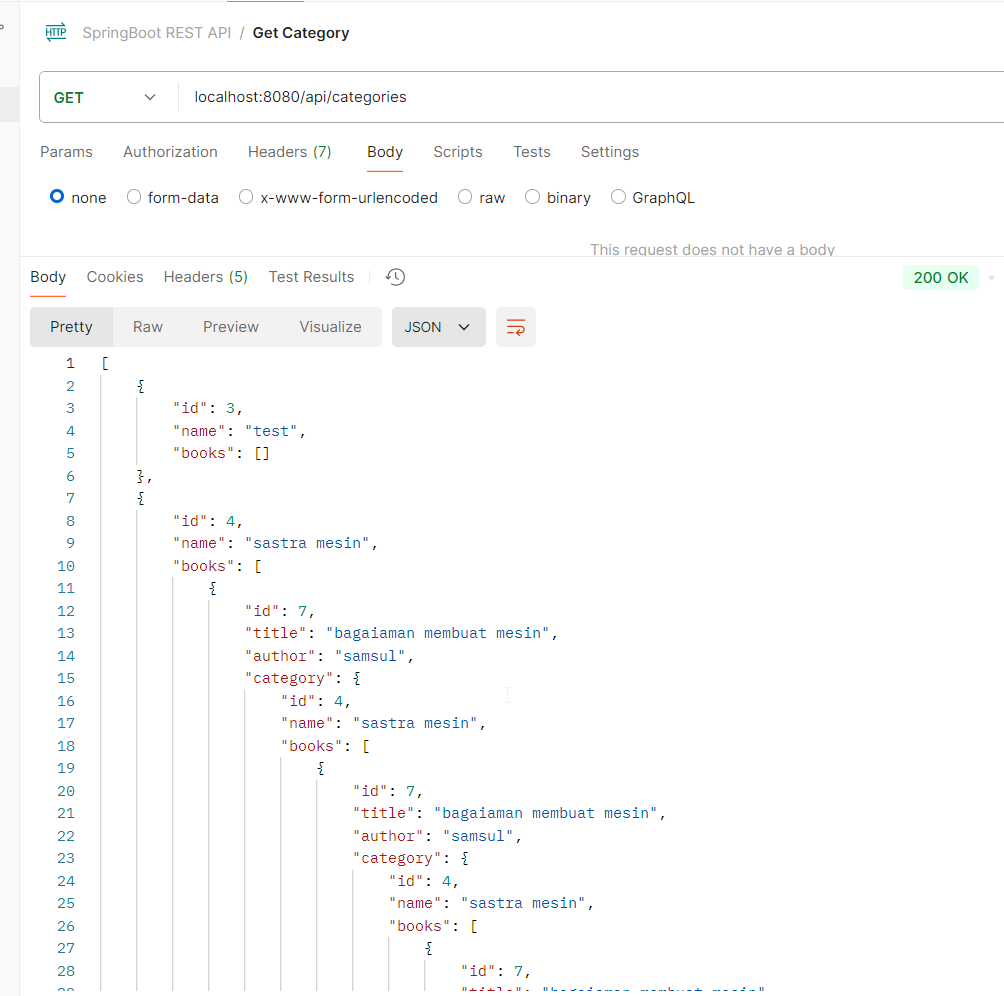 HTTP SpringBoot REST API / Get Category
GET localhost:8080/api/categories
Params Authorization Headers (7) Body Scripts Tests Settings
none form-data x-www-form-urlencoded raw binary GraphQL
This request does not have a body
Body Cookies Headers (5) Test Results 200 OK
Pretty Raw Preview Visualize JSON
1 [
2 {
3 "id": 3,
4 "name": "test",
5 "books": []
6 },
7 {
8 "id": 4,
9 "name": "sastra mesin",
10 "books": [
11 {
12 "id": 7,
13 "title": "bagaiaman membuat mesin",
14 "author": "samsul",
15 "category": {
16 "id": 4,
17 "name": "sastra mesin",
18 "books": [
19 {
20 "id": 7,
21 "title": "bagaiaman membuat mesin",
22 "author": "samsul",
23 "category": {
24 "id": 4,
25 "name": "sastra mesin",
26 "books": [
27 {
28 "id": 7,
29 "title": "bagaiaman membuat mesin"